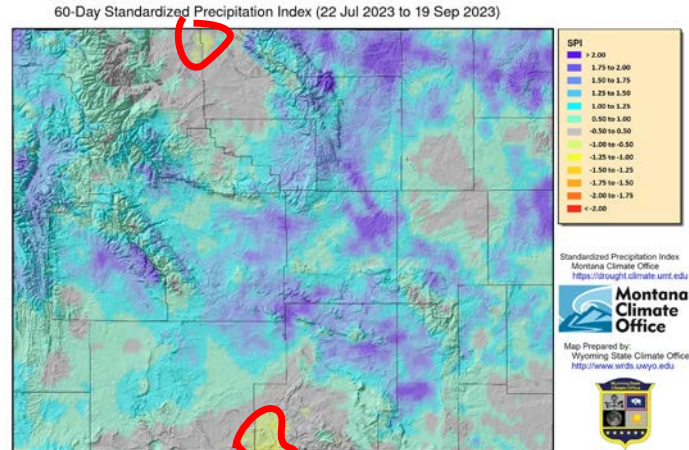 60-Day Standardized Precipitation Index (22 Jul 2023 to 19 Sep 2023)
SPI
> 2.00
1.75 to 2.00
1.50 to 1.75
1.25 to 1.50
1.00 to 1.25
0.50 to 1.00
-0.50 to 0.50
-1.00 to -0.50
-1.25 to -1.00
-1.50 to -1.25
-1.75 to -1.50
-2.00 to -1.75
< -2.00
Standardized Precipitation Index
Montana Climate Office
https://drought.climate.umt.edu
Montana
Climate
Office
Map Prepared by:
Wyoming State Climate Office
http://www.wrds.uwyo.edu